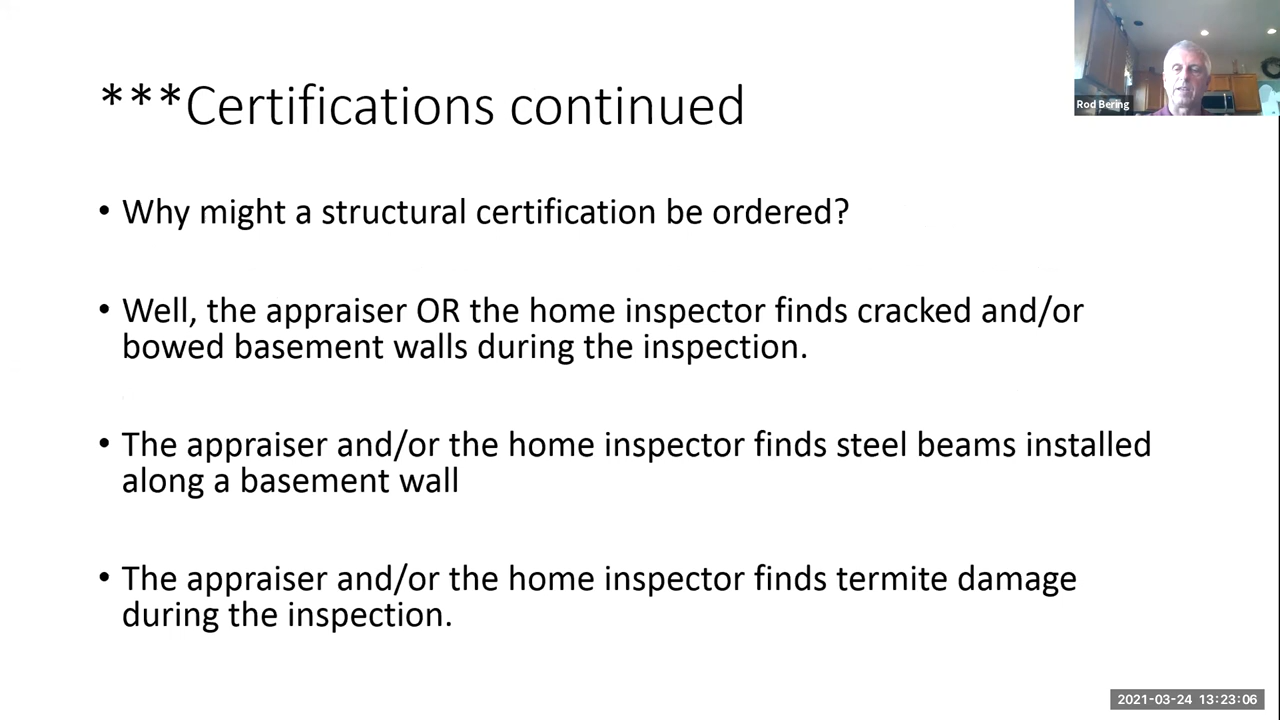 ***Certifications continued
Rod Bering
• Why might a structural certification be ordered?
• Well, the appraiser OR the home inspector finds cracked and/or
bowed basement walls during the inspection.
• The appraiser and/or the home inspector finds steel beams installed
along a basement wall
• The appraiser and/or the home inspector finds termite damage
during the inspection.
2021-03-24 13:23:06